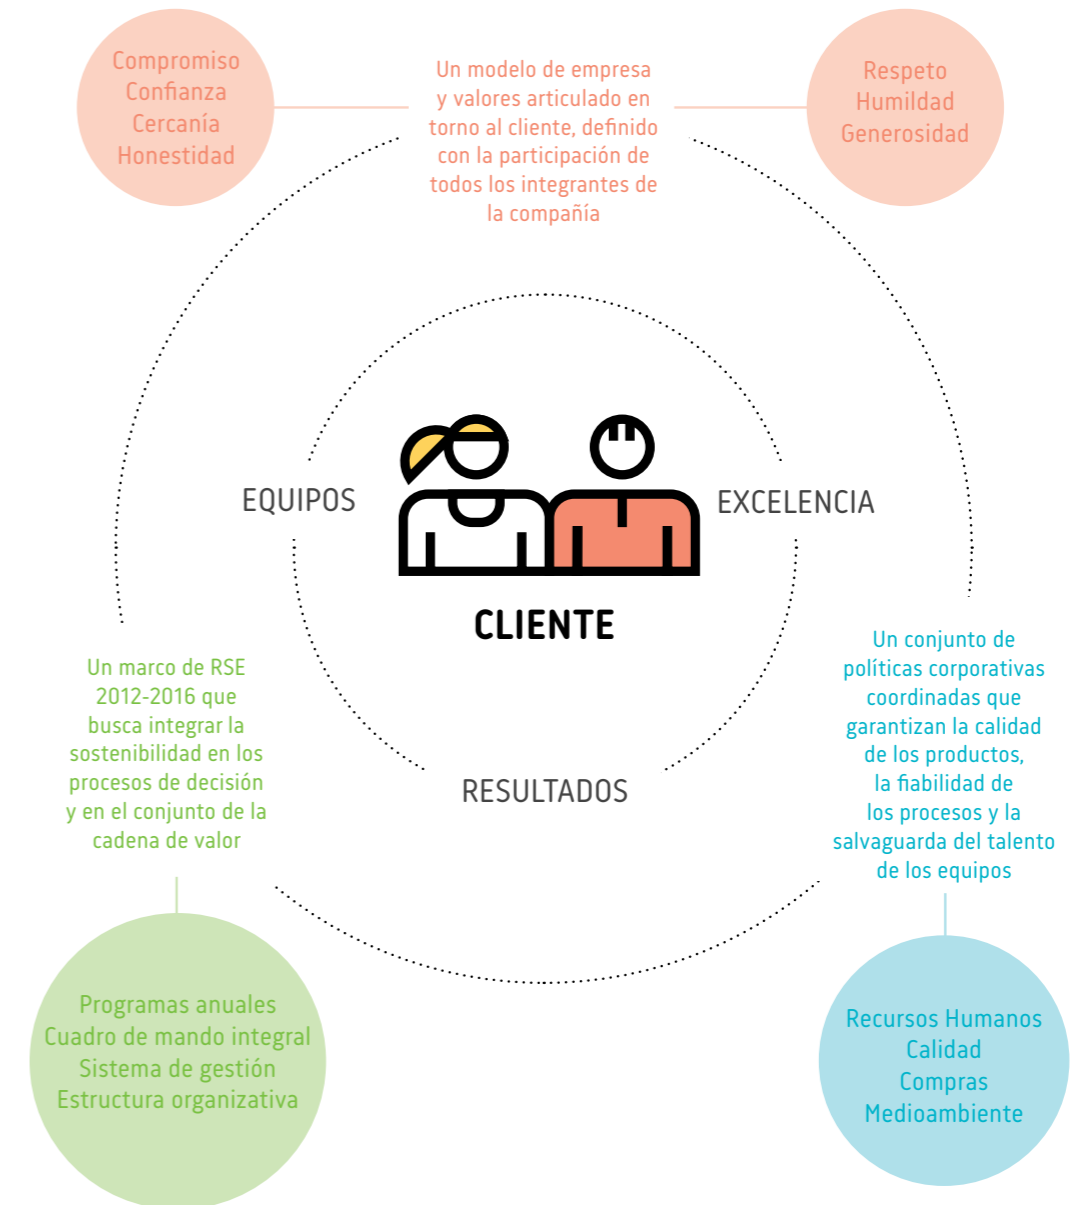 Compromiso
Confianza
Cercanía
Honestidad
Un modelo de empresa
y valores articulado en
torno al cliente, definido
con la participación de
todos los integrantes de
la compañía
Respeto
Humildad
Generosidad
EQUIPOS
EXCELENCIA
CLIENTE
RESULTADOS
Un marco de RSE
2012-2016 que
busca integrar la
sostenibilidad en los
procesos de decisión
y en el conjunto de la
cadena de valor
Un conjunto de
políticas corporativas
coordinadas que
garantizan la calidad
de los productos,
la fiabilidad de
los procesos y la
salvaguarda del talento
de los equipos
Programas anuales
Cuadro de mando integral
Sistema de gestión
Estructura organizativa
Recursos Humanos
Calidad
Compras
Medioambiente